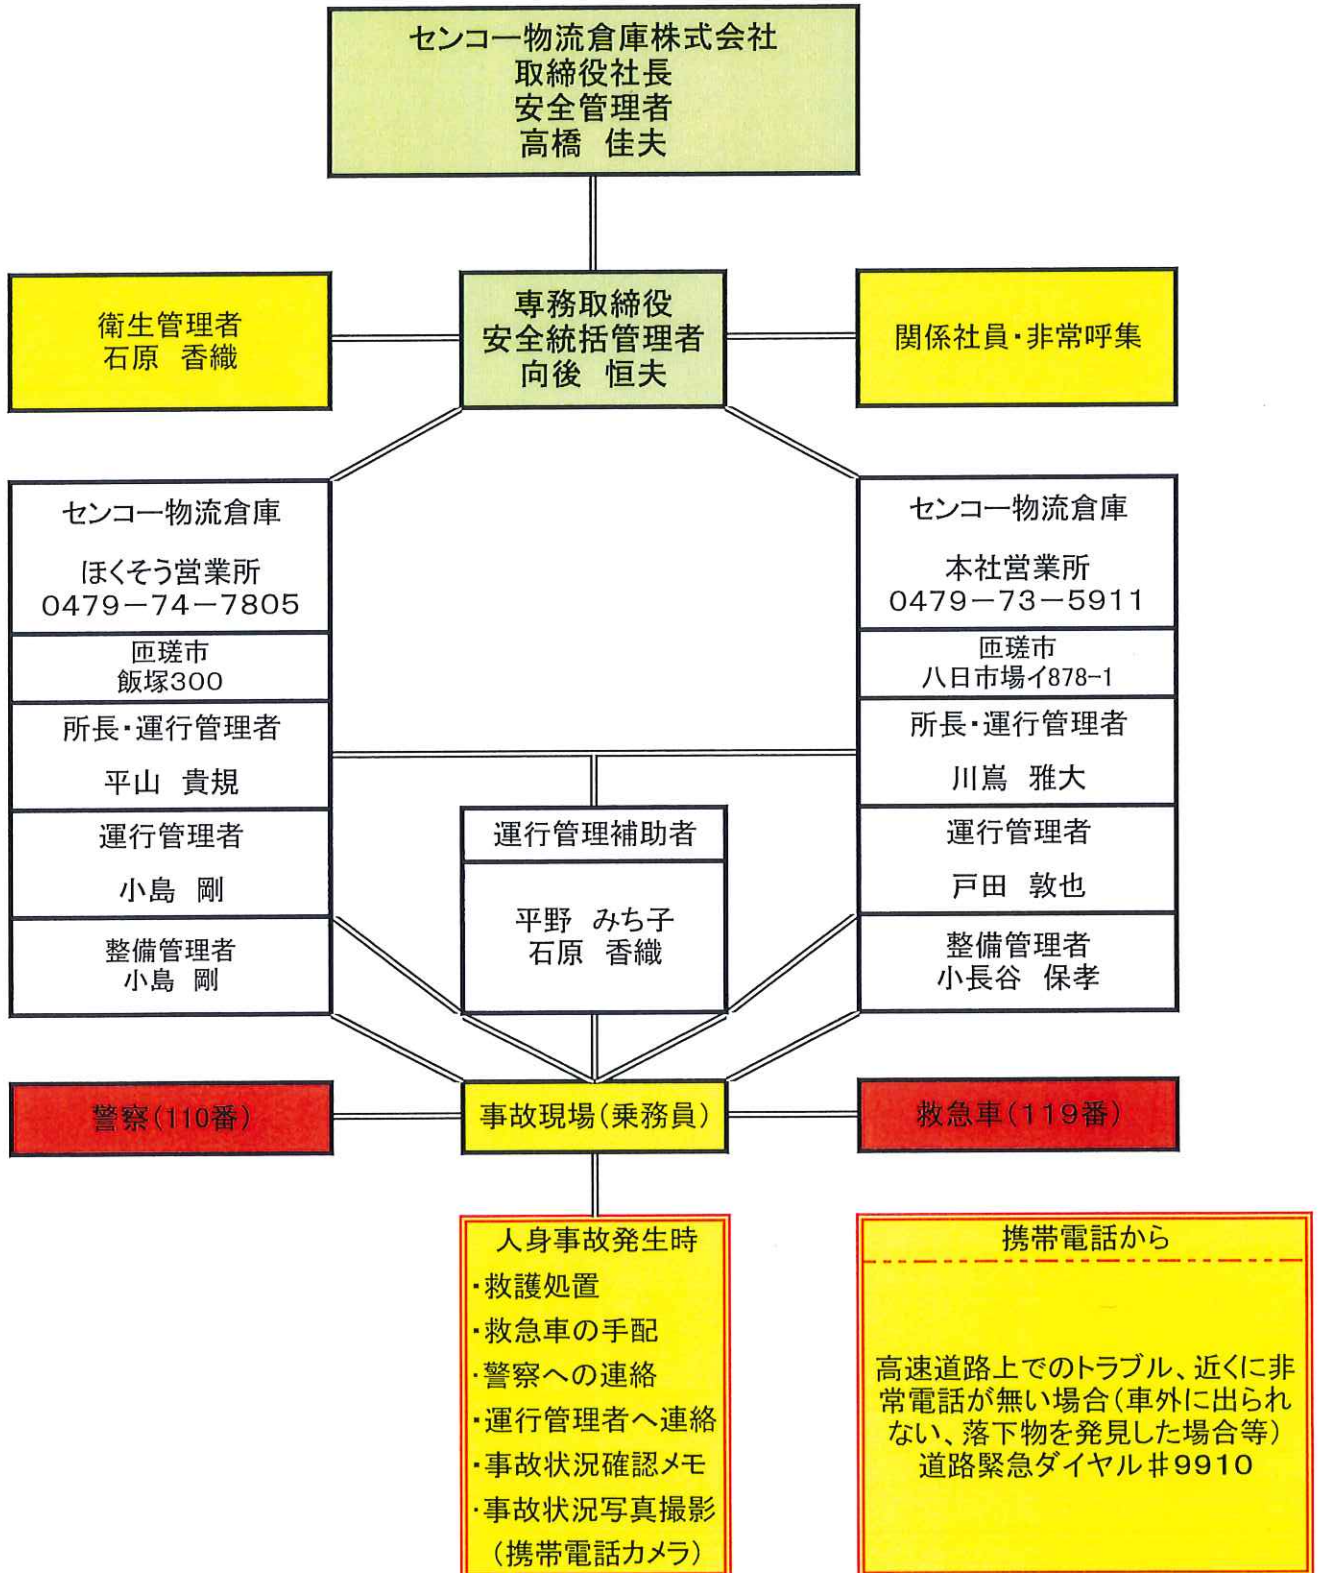 センコー物流倉庫株式会社
取締役社長
安全管理者
高橋 佳夫
衛生管理者
石原 香織
専務取締役
安全統括管理者
向後 恒夫
関係社員・非常呼集
センコー物流倉庫
ほくそう営業所
0479-74-7805
匝瑳市
飯塚300
所長・運行管理者
平山 貴規
運行管理者
小島 剛
整備管理者
小島 剛
運行管理補助者
平野 みち子
石原 香織
センコー物流倉庫
本社営業所
0479-73-5911
匝瑳市
八日市場イ878-1
所長・運行管理者
川嶌 雅大
運行管理者
戸田 敦也
整備管理者
小長谷 保孝
警察(110番)
事故現場(乗務員)
救急車(119番)
人身事故発生時
・救護処置
・救急車の手配
・警察への連絡
・運行管理者へ連絡
・事故状況確認メモ
・事故状況写真撮影
(携帯電話カメラ)
携帯電話から
高速道路上でのトラブル、近くに非
常電話が無い場合(車外に出られ
ない、落下物を発見した場合等)
道路緊急ダイヤル#9910